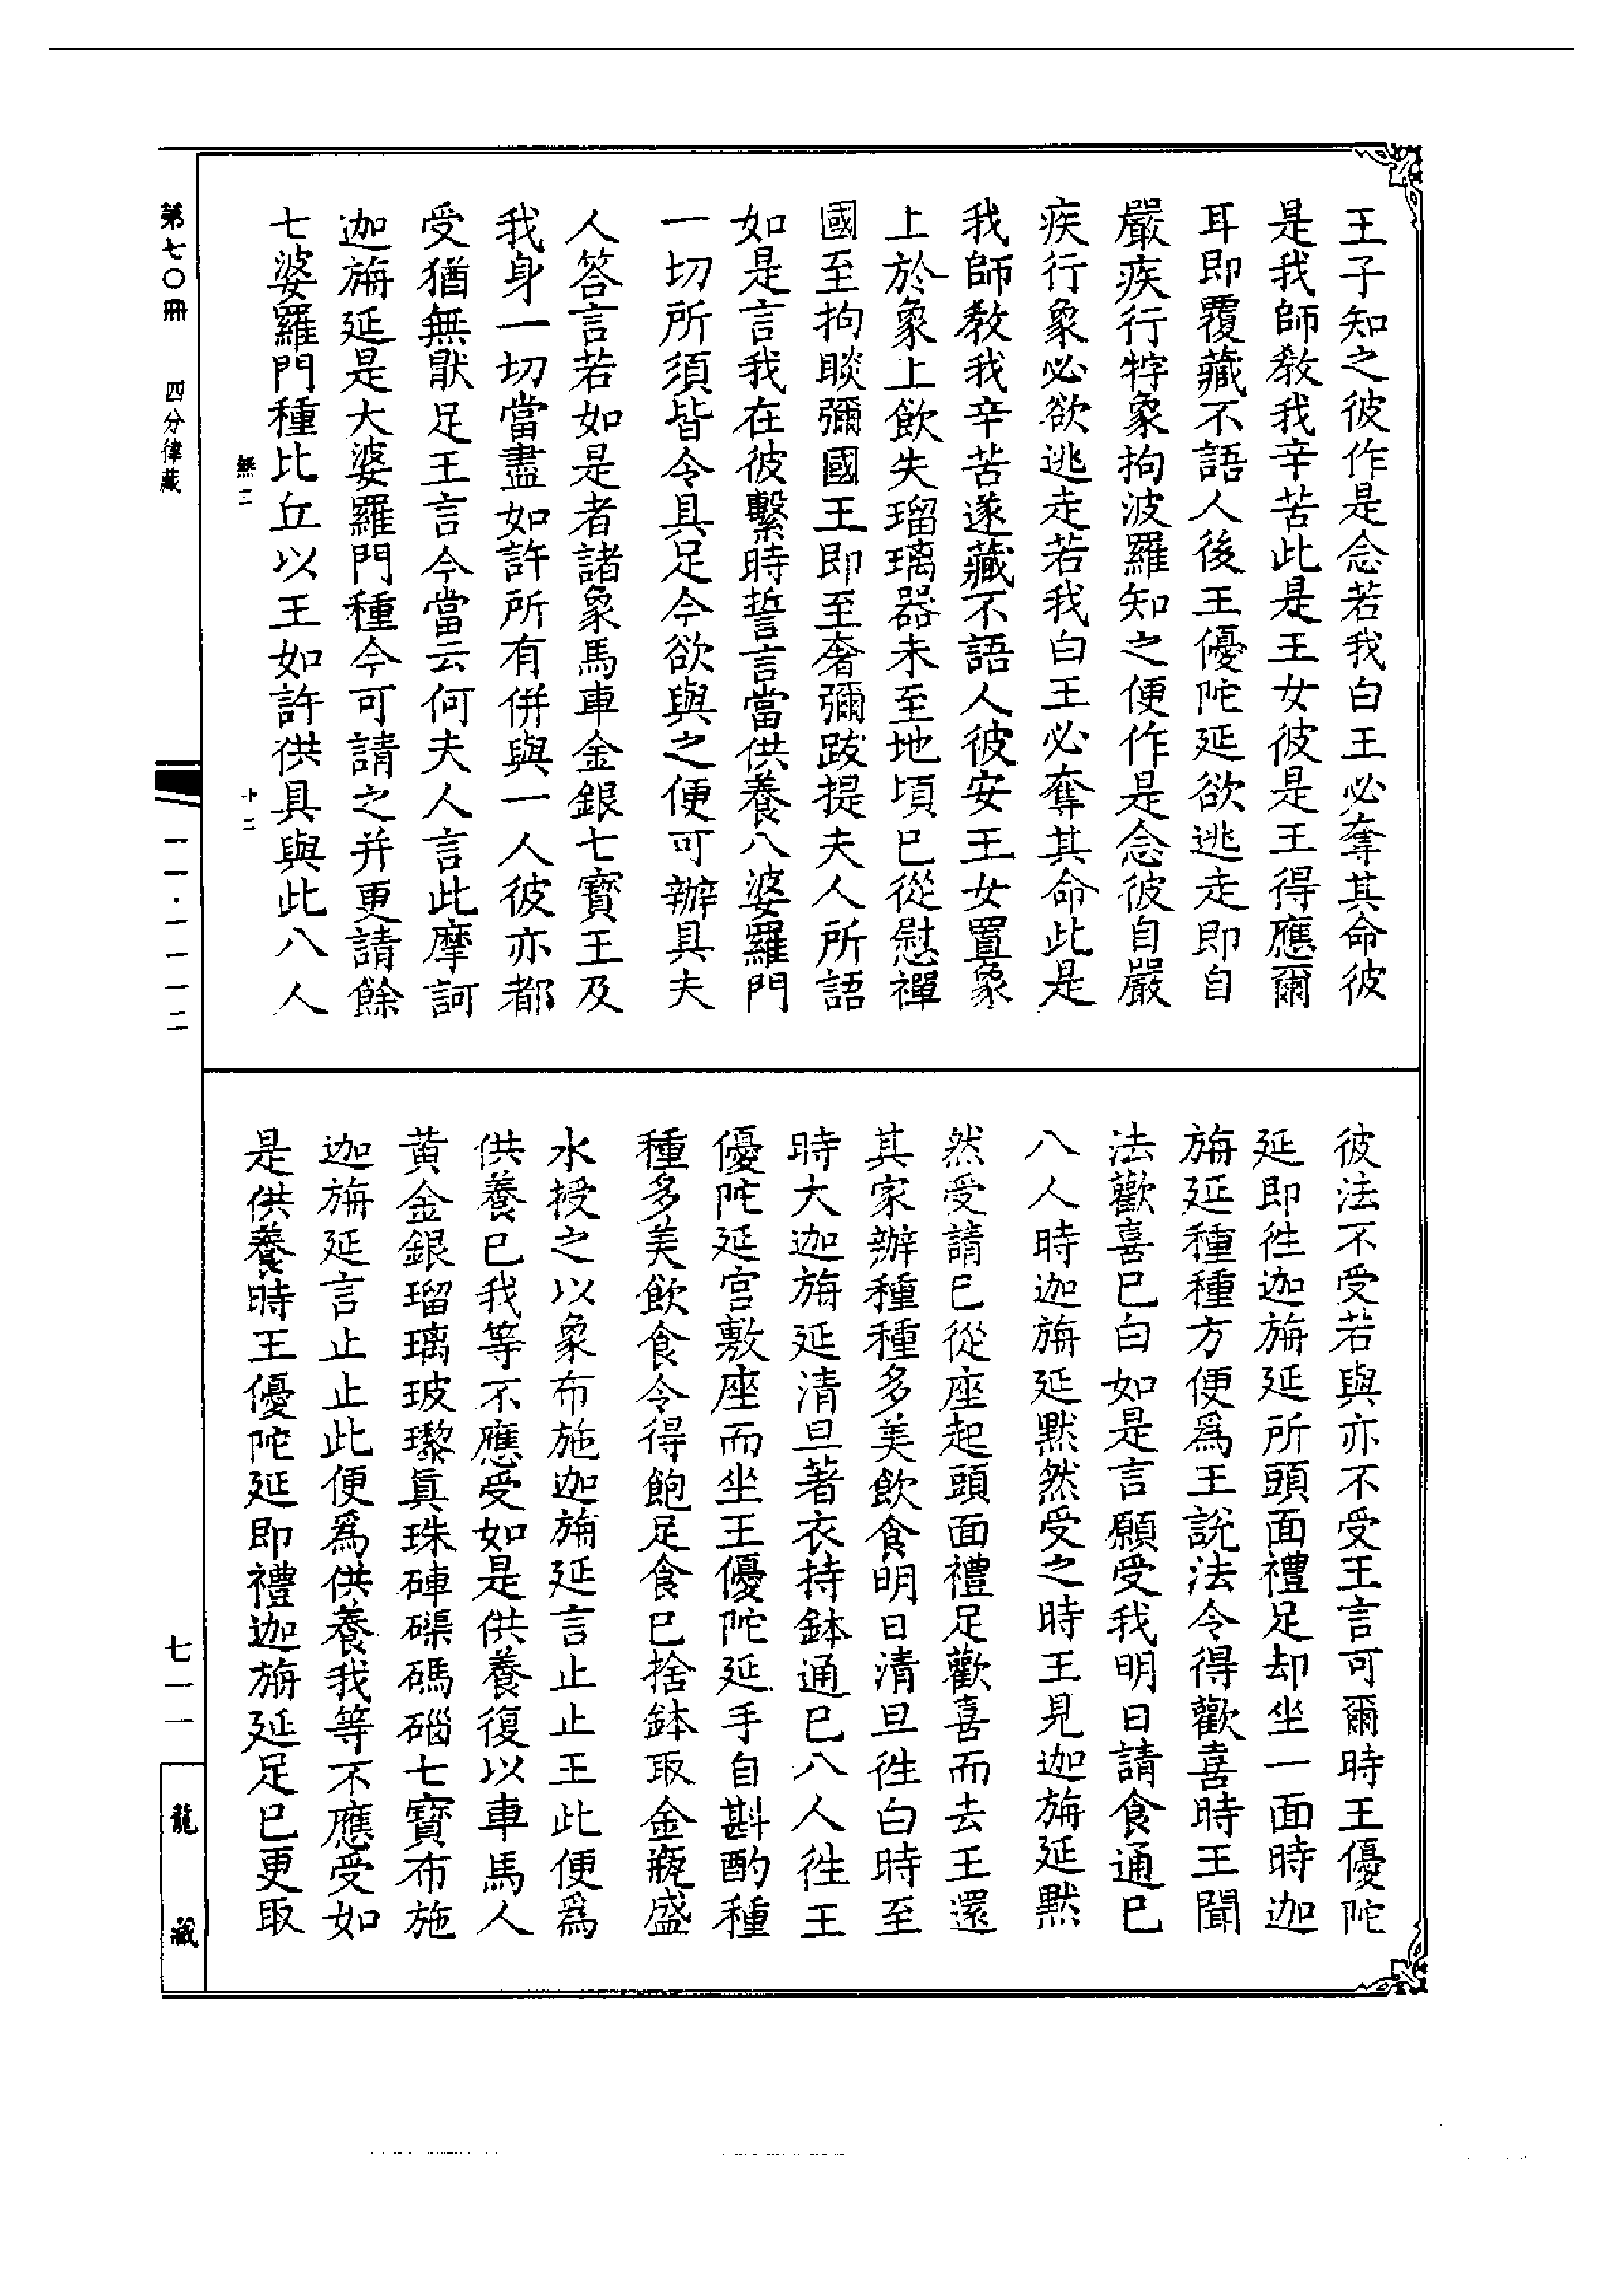 王子知之彼作是念若我白王必奪其命彼
是我師教我辛苦此是王女彼是王得應爾
耳即覆藏不語人後王優陀延欲逃走即自
嚴疾行牸象拘波羅知之便作是念彼自嚴
疾行象必欲逃走若我白王必奪其命此是
我師教我辛苦遂藏不語人彼安王女置象
上於象上飲失瑠璃器未至地頃已從慰禪
國至拘睒彌國王即至奢彌跋提夫人所語
如是言我在彼繫時誓言當供養八婆羅門
一切所須皆令具足今欲與之便可辦具夫
人答言若如是者諸象馬車金銀七寶王及
我身一切當盡如許所有併與一人彼亦都
受猶無猒足王言今當云何夫人言此摩訶
迦旃延是大婆羅門種今可請之并更請餘
七婆羅門種比丘以王如許供具與此八人
彼法不受若與亦不受王言可爾時王優陀
延即徃迦旃延所頭面禮足却坐一面時迦
旃延種種方便爲王說法令得歡喜時王聞
法歡喜已白如是言願受我明日請食通已
八人時迦旃延默然受之時王見迦旃延默
然受請已從座起頭面禮足歡喜而去王還
其家辦種種多美飲食明日清旦徃白時至
時大迦旃延清旦著衣持鉢通已八人徃王
優陀延宮敷座而坐王優陀延手自斟酌種
種多美飲食令得飽足食已捨鉢取金瓶盛
水授之以象布施迦旃延言止止王此便爲
供養已我等不應受如是供養復以車馬人
黃金銀瑠璃玻瓈眞珠硨磲碼碯七寶布施
迦旃延言止止此便爲供養我等不應受如
是供養時王優陀延即禮迦旃延足已更取
無三
十二
第七〇冊 四分律藏
一一·一一一二
七一一
龍藏